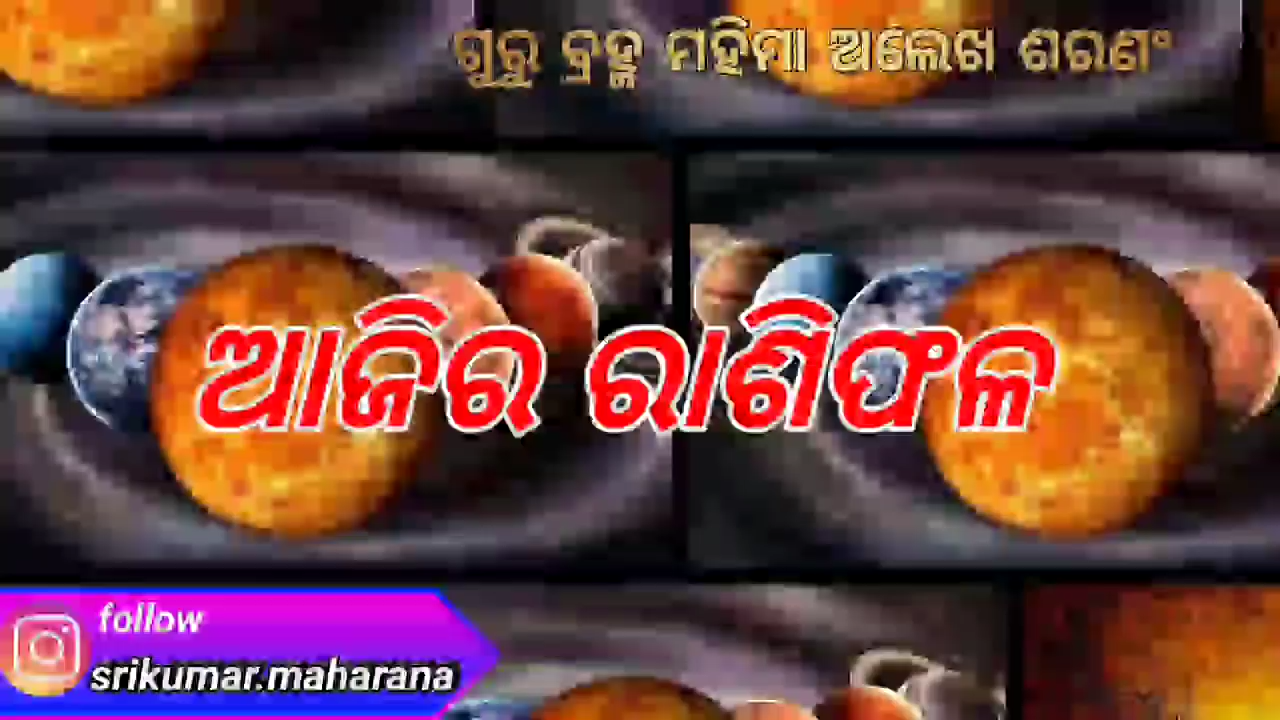 ଗୁରୁ ବ୍ରହ୍ମ ମହିମା ଅଲେଖ ଶରଣଂ
ଆଜିର ରାଶିଫଳ
follow
srikumar.maharana